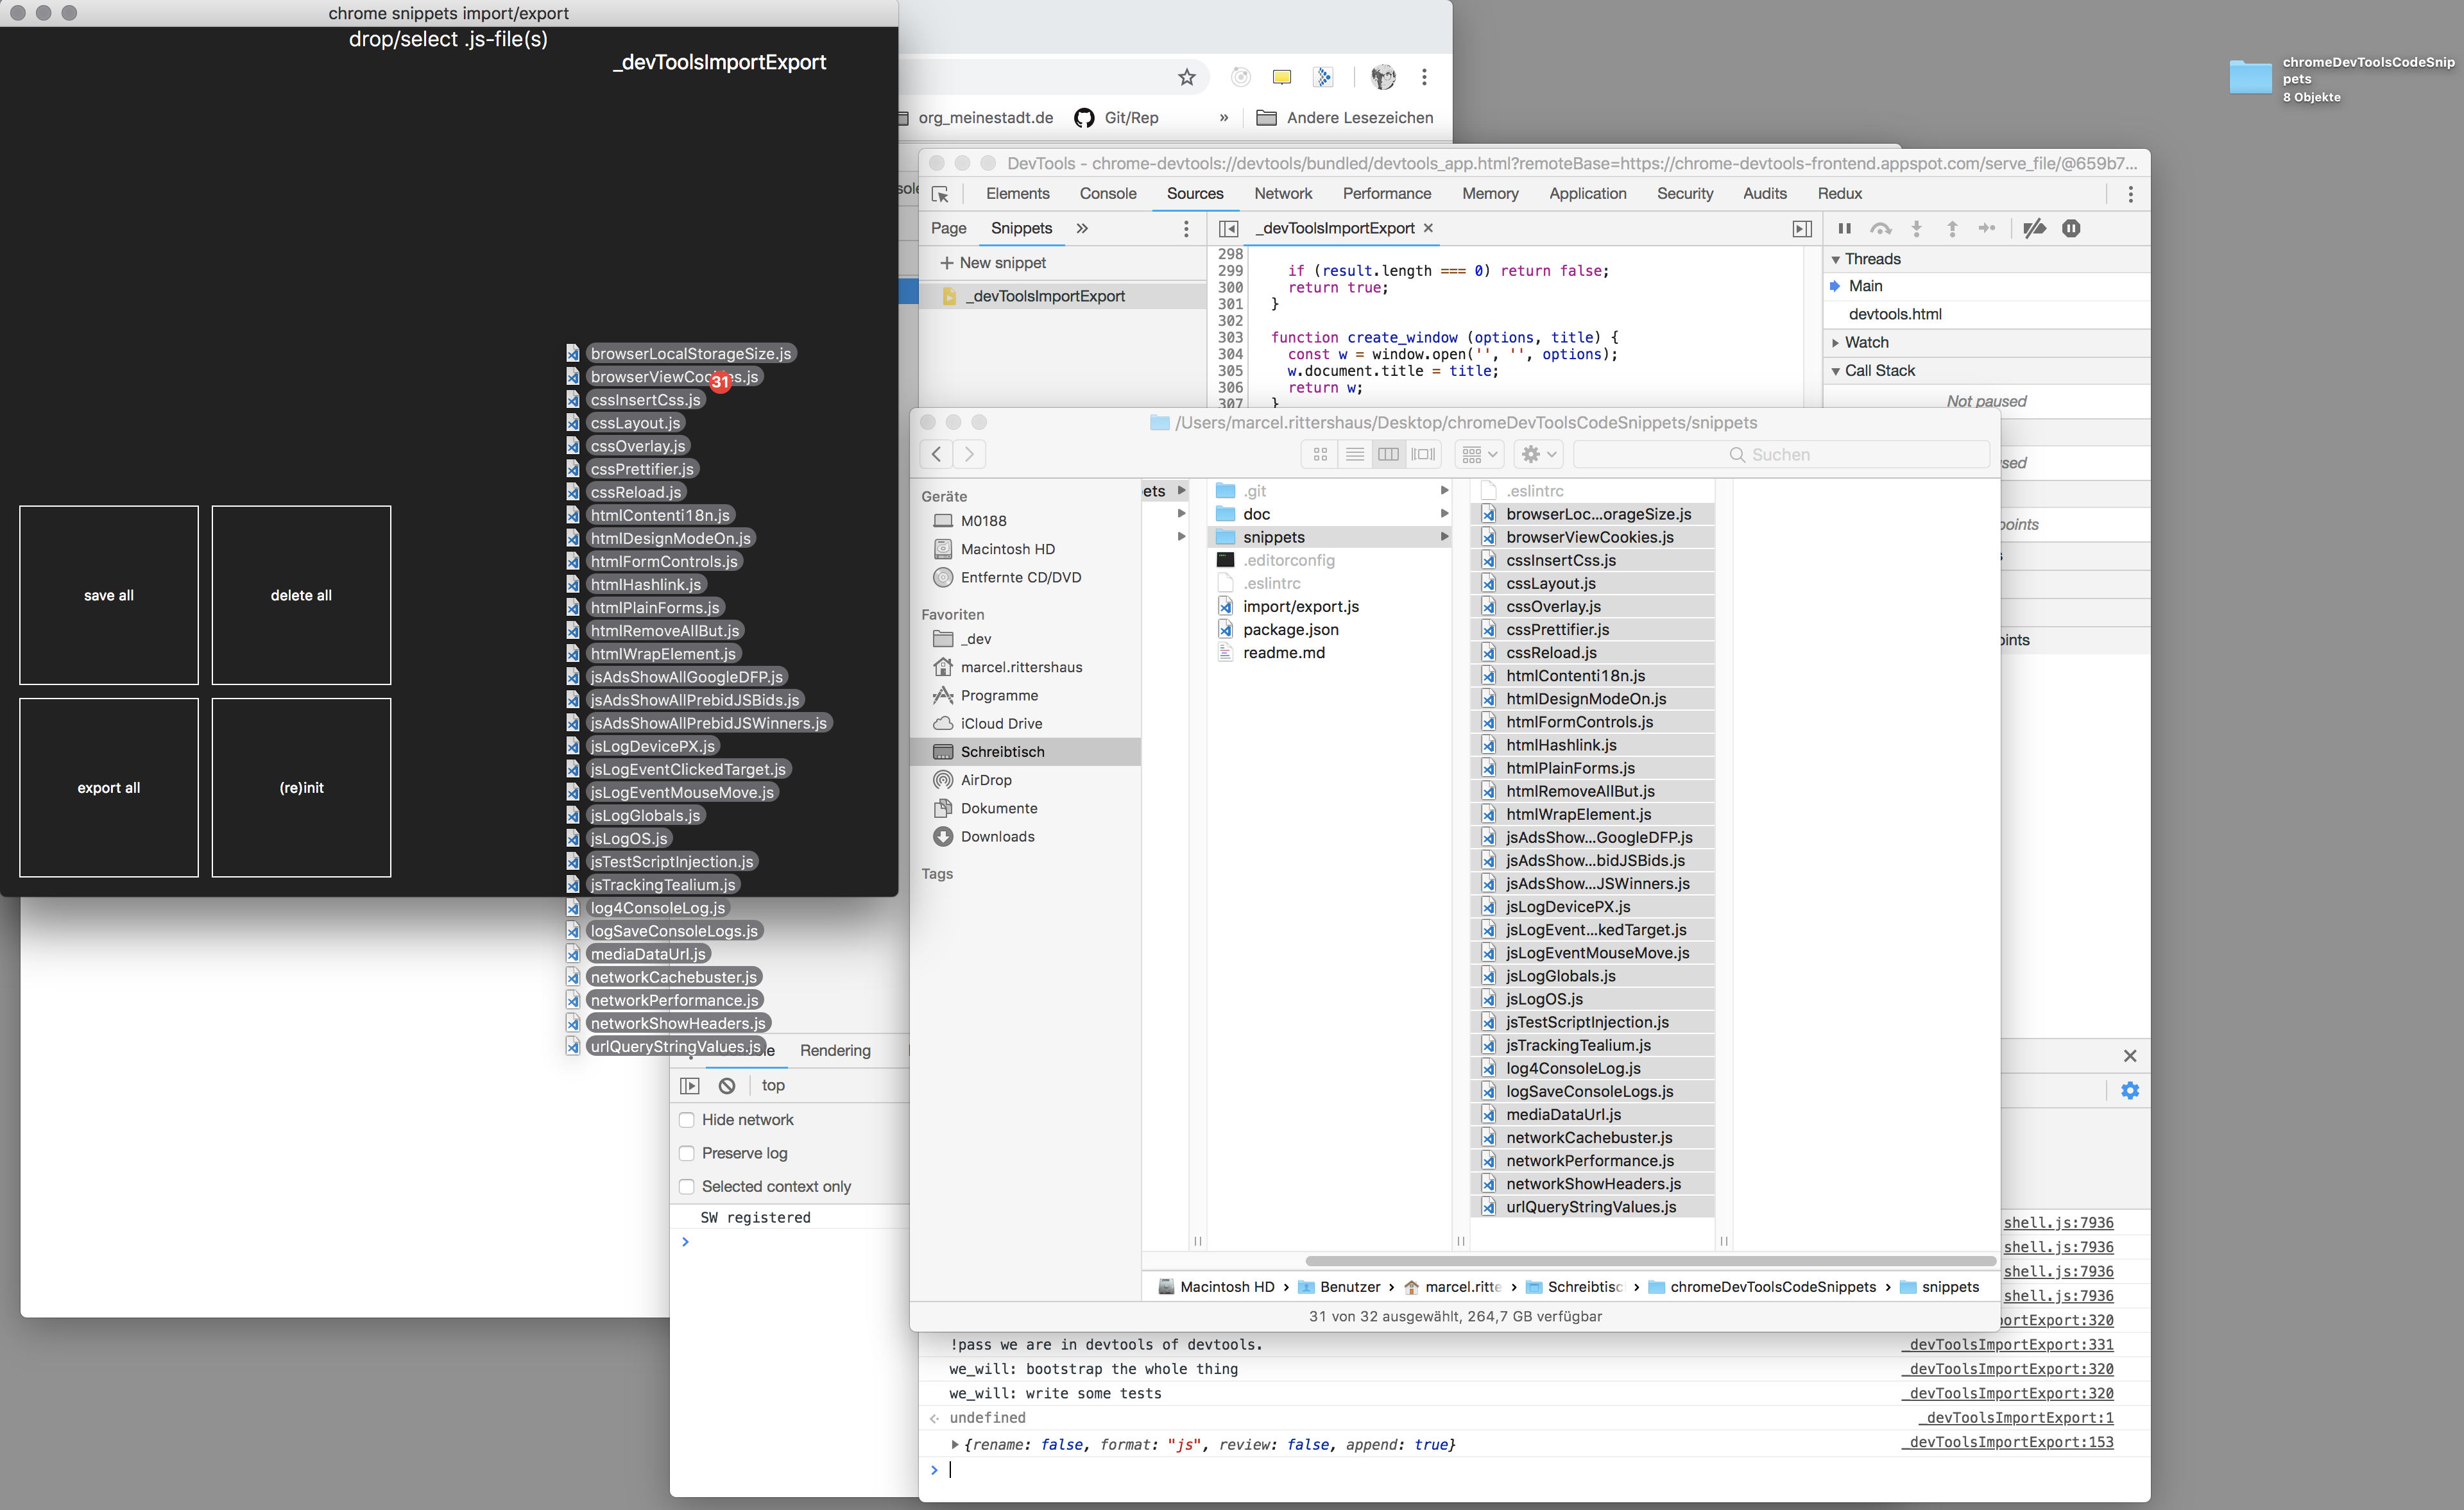 chrome snippets import/export
drop/select .js-file(s)
_devToolsImportExport
browserLocalStorageSize.js
browserViewCookies.js
31
cssInsertCss.js
cssLayout.js
cssOverlay.js
cssPrettifier.js
cssReload.js
htmlContenti18n.js
htmlDesignModeOn.js
htmlFormControls.js
htmlHashlink.js
htmlPlainForms.js
htmlRemoveAllBut.js
htmlWrapElement.js
jsAdsShowAllGoogleDFP.js
jsAdsShowAllPrebidJSBids.js
jsAdsShowAllPrebidJSWinners.js
jsLogDevicePX.js
jsLogEventClickedTarget.js
jsLogEventMouseMove.js
jsLogGlobals.js
jsLogOS.js
jsTestScriptInjection.js
jsTrackingTealium.js
log4ConsoleLog.js
logSaveConsoleLogs.js
mediaDataUrl.js
networkCachebuster.js
networkPerformance.js
networkShowHeaders.js
urlQueryStringValues.js
save all
delete all
export all
(re)init
org_meinestadt.de
Git/Rep
»
Andere Lesezeichen
chromeDevToolsCodeSnip
pets
8 Objekte
DevTools - chrome-devtools://devtools/bundled/devtools_app.html?remoteBase=https://chrome-devtools-frontend.appspot.com/serve_file/@659b7...
Elements Console Sources Network Performance Memory Application Security Audits Redux
Page Snippets »
_devToolsImportExport ×
+ New snippet
_devToolsImportExport
298
299 if (result.length === 0) return false;
300 return true;
301 }
302
303 function create_window (options, title) {
304 const w = window.open('', '', options);
305 w.document.title = title;
306 return w;
307 }
Threads
Main
devtools.html
Watch
Call Stack
Not paused
/Users/marcel.rittershaus/Desktop/chromeDevToolsCodeSnippets/snippets
Suchen
Geräte
M0188
Macintosh HD
Entfernte CD/DVD
Favoriten
_dev
marcel.rittershaus
Programme
iCloud Drive
Schreibtisch
AirDrop
Dokumente
Downloads
Tags
ets
.git
doc
snippets
.editorconfig
.eslintrc
import/export.js
package.json
readme.md
.eslintrc
browserLoc...orageSize.js
browserViewCookies.js
cssInsertCss.js
cssLayout.js
cssOverlay.js
cssPrettifier.js
cssReload.js
htmlContenti18n.js
htmlDesignModeOn.js
htmlFormControls.js
htmlHashlink.js
htmlPlainForms.js
htmlRemoveAllBut.js
htmlWrapElement.js
jsAdsShow...GoogleDFP.js
jsAdsShow...bidJSBids.js
jsAdsShow...JSWinners.js
jsLogDevicePX.js
jsLogEvent...kedTarget.js
jsLogEventMouseMove.js
jsLogGlobals.js
jsLogOS.js
jsTestScriptInjection.js
jsTrackingTealium.js
log4ConsoleLog.js
logSaveConsoleLogs.js
mediaDataUrl.js
networkCachebuster.js
networkPerformance.js
networkShowHeaders.js
urlQueryStringValues.js
Macintosh HD › Benutzer › marcel.ritte › Schreibtisc › chromeDevToolsCodeSnippets › snippets
31 von 32 ausgewählt, 264,7 GB verfügbar
Rendering
top
Hide network
Preserve log
Selected context only
SW registered
shell.js:7936
shell.js:7936
shell.js:7936
shell.js:7936
ortExport:320
!pass we are in devtools of devtools. _devToolsImportExport:331
we_will: bootstrap the whole thing _devToolsImportExport:320
we_will: write some tests _devToolsImportExport:320
undefined _devToolsImportExport:1
{rename: false, format: "js", review: false, append: true} _devToolsImportExport:153